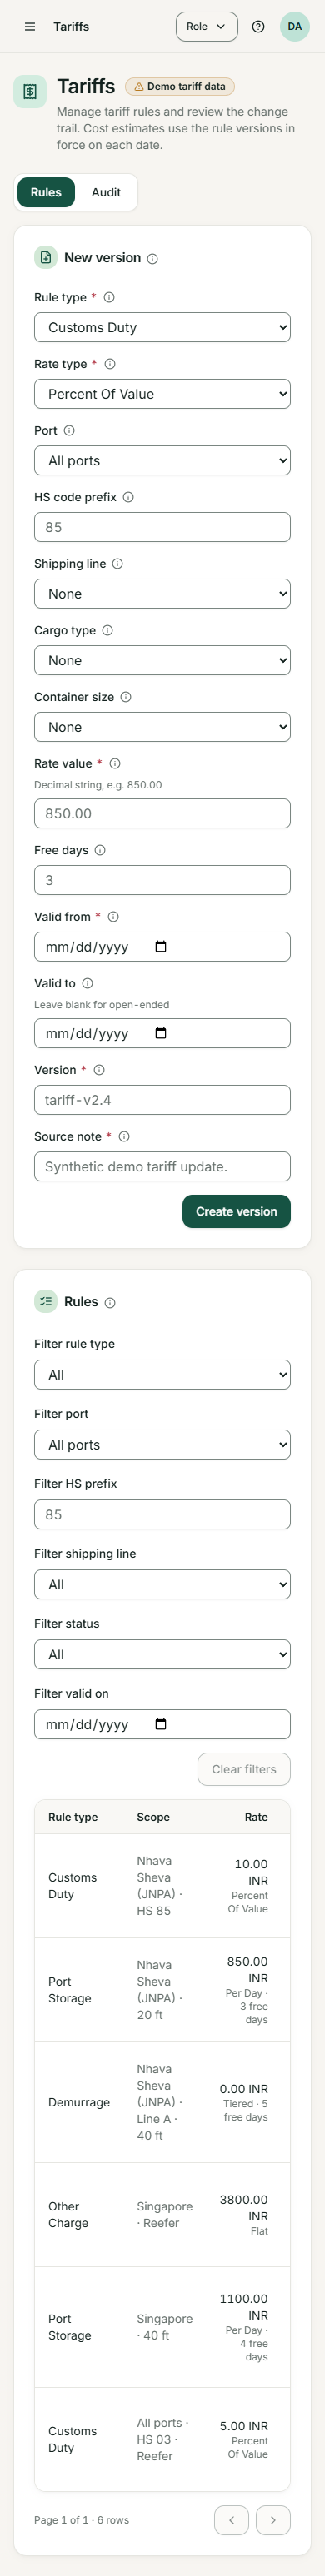 Tariffs
Role
DA
Tariffs
Demo tariff data
Manage tariff rules and review the change
trail. Cost estimates use the rule versions in
force on each date.
Rules
Audit
New version
Rule type *
Customs Duty
Rate type *
Percent Of Value
Port
All ports
HS code prefix
85
Shipping line
None
Cargo type
None
Container size
None
Rate value *
Decimal string, e.g. 850.00
850.00
Free days
3
Valid from *
mm/dd/yyyy
Valid to
Leave blank for open-ended
mm/dd/yyyy
Version *
tariff-v2.4
Source note *
Synthetic demo tariff update.
Create version
Rules
Filter rule type
All
Filter port
All ports
Filter HS prefix
85
Filter shipping line
All
Filter status
All
Filter valid on
mm/dd/yyyy
Clear filters
Rule type
Scope
Rate
Customs
Duty
Nhava
Sheva
(JNPA) ·
HS 85
10.00
INR
Percent
Of Value
Port
Storage
Nhava
Sheva
(JNPA) ·
20 ft
850.00
INR
Per Day ·
3 free
days
Demurrage
Nhava
Sheva
(JNPA) ·
Line A ·
40 ft
0.00 INR
Tiered · 5
free days
Other
Charge
Singapore
· Reefer
3800.00
INR
Flat
Port
Storage
Singapore
· 40 ft
1100.00
INR
Per Day ·
4 free
days
Customs
Duty
All ports ·
HS 03 ·
Reefer
5.00 INR
Percent
Of Value
Page 1 of 1 · 6 rows